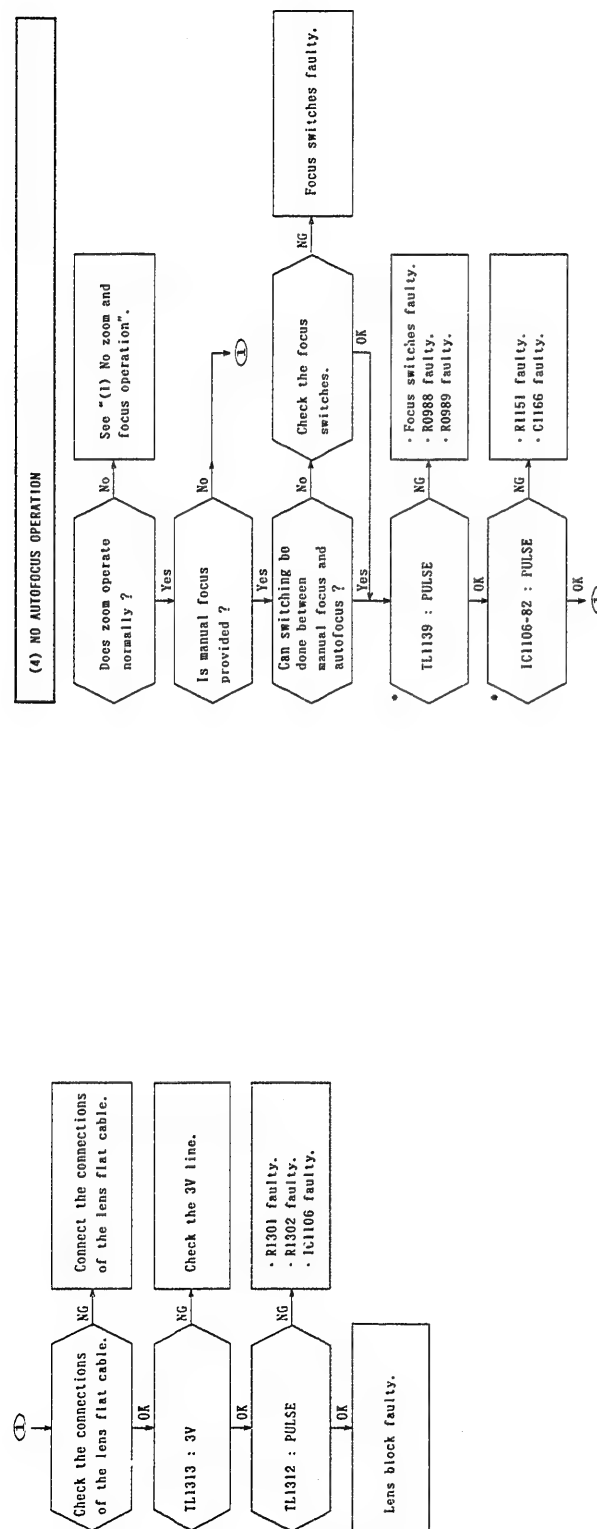 (4) NO AUTOFOCUS OPERATION
Does zoom operate
normally ?
No
See "(1) No zoom and
focus operation".
Yes
Is manual focus
provided ?
No
1
Yes
Can switching be
done between
manual focus and
autofocus ?
No
Check the focus
switches.
NG
Focus switches faulty.
OK
Yes
*
TL1139 : PULSE
NG
· Focus switches faulty.
· R0988 faulty.
· R0989 faulty.
OK
*
IC1106-82 : PULSE
NG
· R1151 faulty.
· C1166 faulty.
OK
1
1
Check the connections
of the lens flat cable.
NG
Connect the connections
of the lens flat cable.
OK
TL1313 : 3V
NG
Check the 3V line.
OK
TL1312 : PULSE
NG
· R1301 faulty.
· R1302 faulty.
· IC1106 faulty.
OK
Lens block faulty.